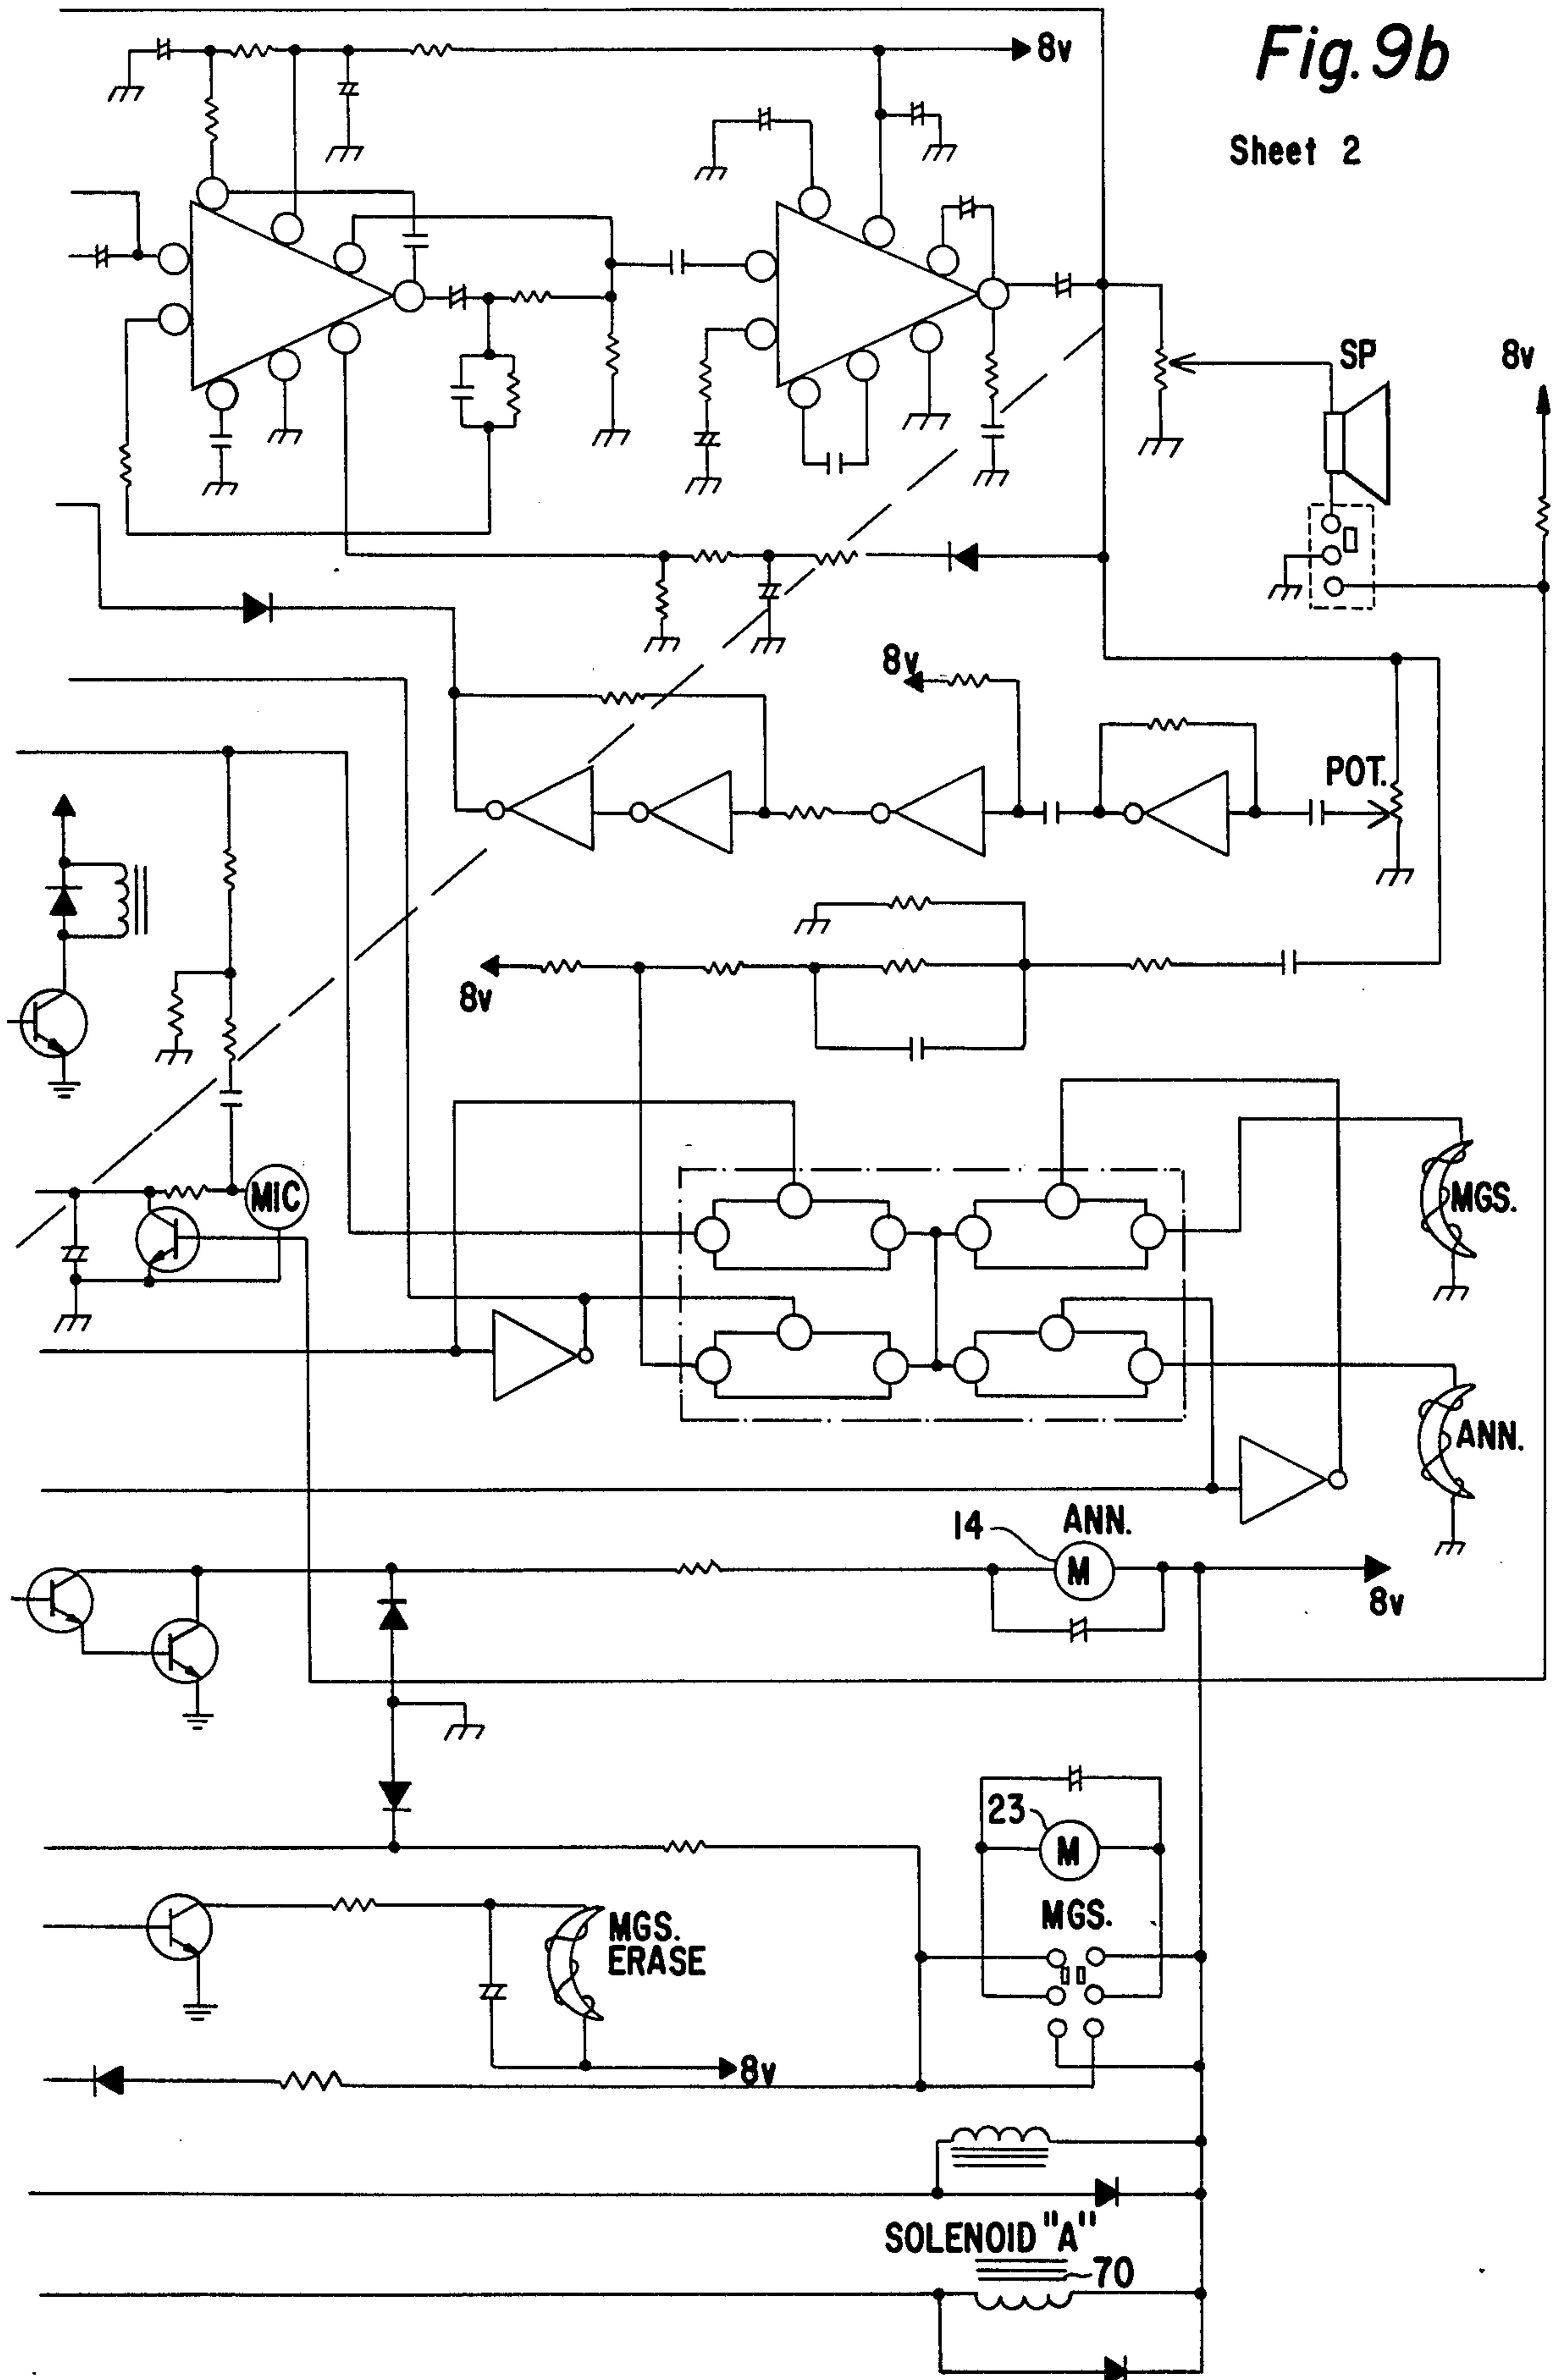 Fig. 9b
Sheet 2
8v
SP
8v
8v
POT.
8v
MIC
MGS.
ANN.
14
ANN.
M
8v
23
M
MGS.
MGS.
ERASE
8v
SOLENOID "A"
70